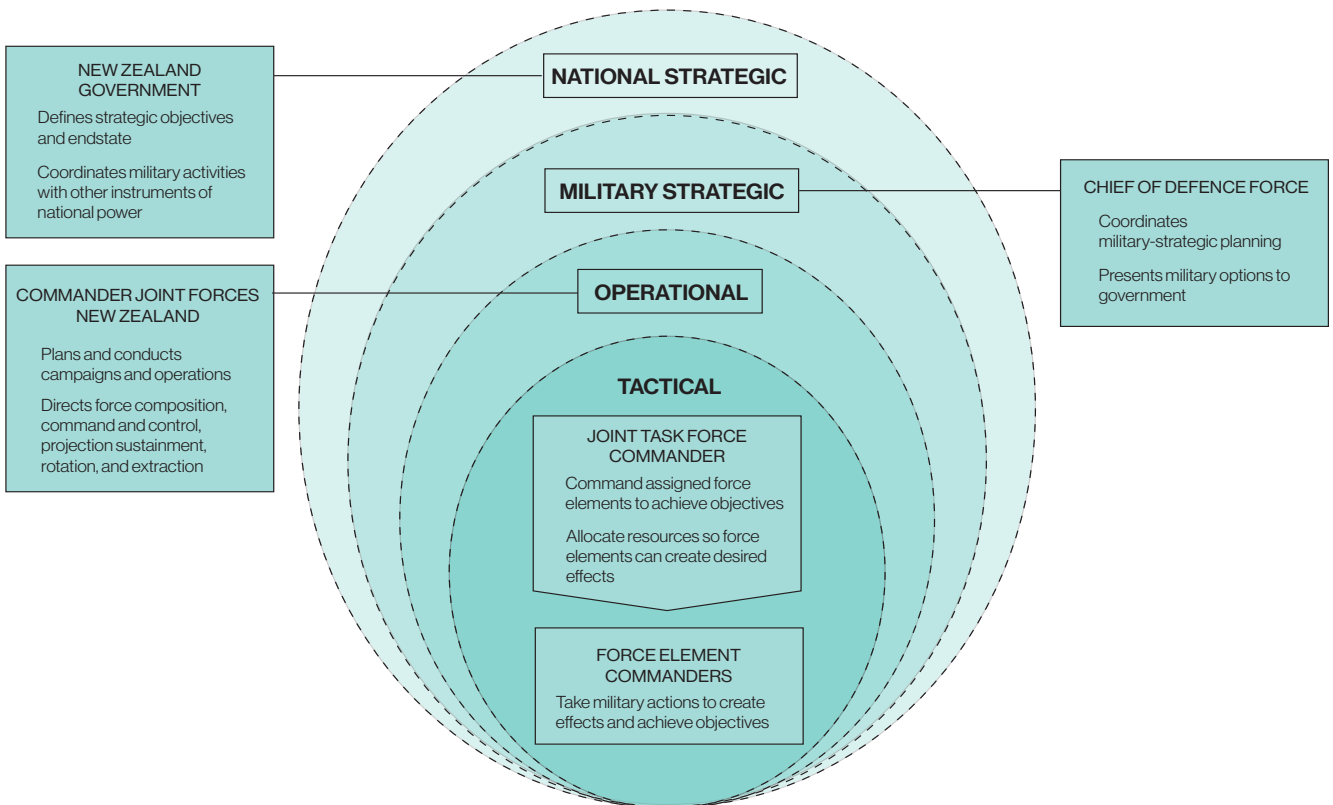 NEW ZEALAND
GOVERNMENT
Defines strategic objectives
and endstate
Coordinates military activities
with other instruments of
national power
NATIONAL STRATEGIC
MILITARY STRATEGIC
CHIEF OF DEFENCE FORCE
Coordinates
military-strategic planning
Presents military options to
government
COMMANDER JOINT FORCES
NEW ZEALAND
Plans and conducts
campaigns and operations
Directs force composition,
command and control,
projection sustainment,
rotation, and extraction
OPERATIONAL
TACTICAL
JOINT TASK FORCE
COMMANDER
Command assigned force
elements to achieve objectives
Allocate resources so force
elements can create desired
effects
FORCE ELEMENT
COMMANDERS
Take military actions to create
effects and achieve objectives